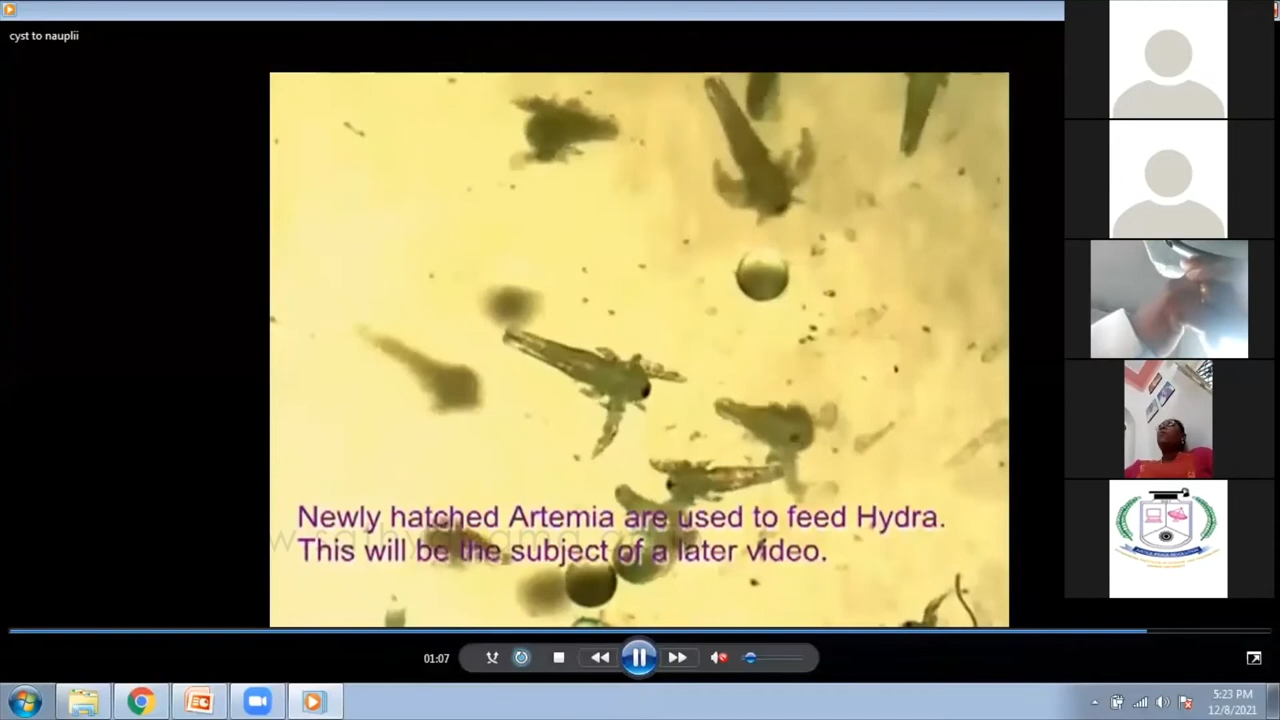 cyst to nauplii
Newly hatched Artemia are used to feed Hydra.
This will be the subject of a later video.
01:07
5:23 PM
12/8/2021